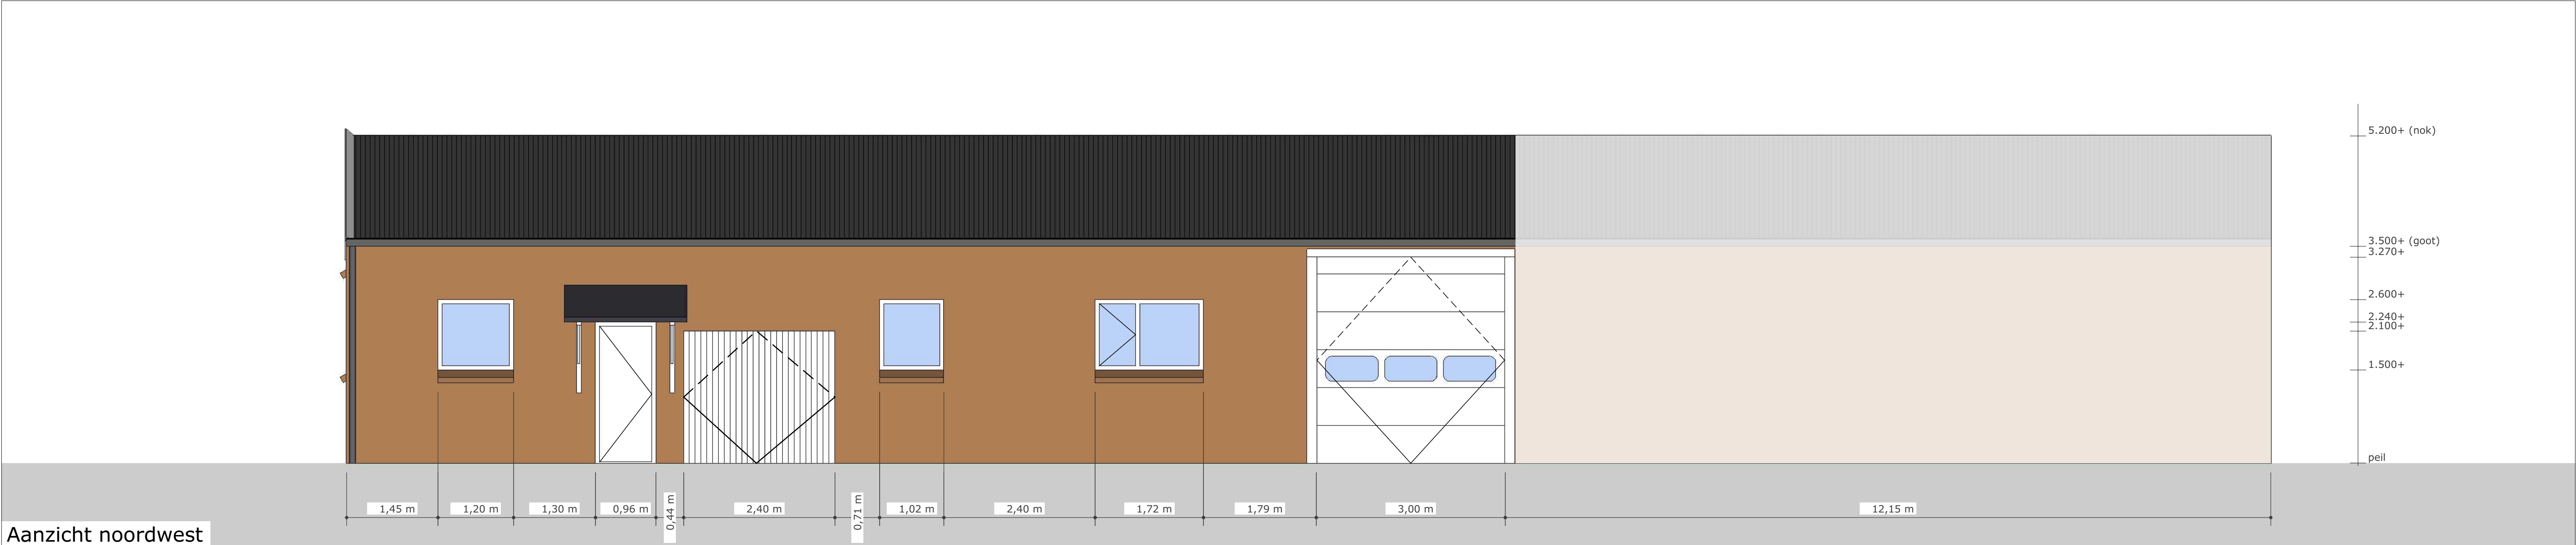 5.200+ (nok)
3.500+ (goot)
3.270+
2.600+
2.240+
2.100+
1.500+
peil
1,45 m
1,20 m
1,30 m
0,96 m
0,44 m
2,40 m
0,71 m
1,02 m
2,40 m
1,72 m
1,79 m
3,00 m
12,15 m
Aanzicht noordwest